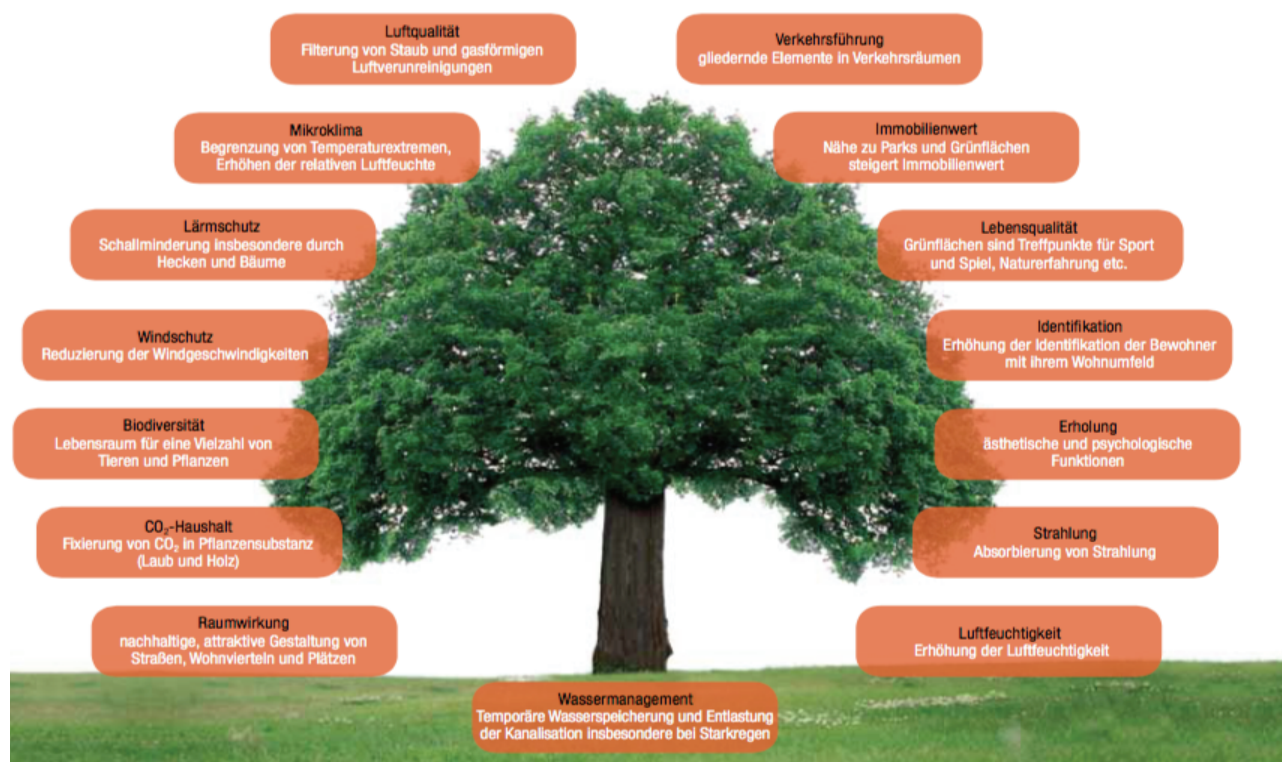 Luftqualität
Filterung von Staub und gasförmigen
Luftverunreinigungen
Verkehrsführung
gliedernde Elemente in Verkehrsräumen
Mikroklima
Begrenzung von Temperaturextremen,
Erhöhen der relativen Luftfeuchte
Immobilienwert
Nähe zu Parks und Grünflächen
steigert Immobilienwert
Lärmschutz
Schallminderung insbesondere durch
Hecken und Bäume
Lebensqualität
Grünflächen sind Treffpunkte für Sport
und Spiel, Naturerfahrung etc.
Windschutz
Reduzierung der Windgeschwindigkeiten
Identifikation
Erhöhung der Identifikation der Bewohner
mit ihrem Wohnumfeld
Biodiversität
Lebensraum für eine Vielzahl von
Tieren und Pflanzen
Erholung
ästhetische und psychologische
Funktionen
CO₂-Haushalt
Fixierung von CO₂ in Pflanzensubstanz
(Laub und Holz)
Strahlung
Absorbierung von Strahlung
Raumwirkung
nachhaltige, attraktive Gestaltung von
Straßen, Wohnvierteln und Plätzen
Luftfeuchtigkeit
Erhöhung der Luftfeuchtigkeit
Wassermanagement
Temporäre Wasserspeicherung und Entlastung
der Kanalisation insbesondere bei Starkregen